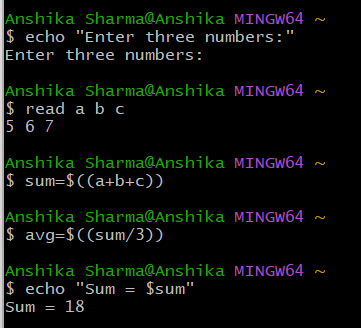 Anshika Sharma@Anshika MINGW64 ~
$ echo "Enter three numbers:"
Enter three numbers:
Anshika Sharma@Anshika MINGW64 ~
$ read a b c
5 6 7
Anshika Sharma@Anshika MINGW64 ~
$ sum=$((a+b+c))
Anshika Sharma@Anshika MINGW64 ~
$ avg=$((sum/3))
Anshika Sharma@Anshika MINGW64 ~
$ echo "Sum = $sum"
Sum = 18